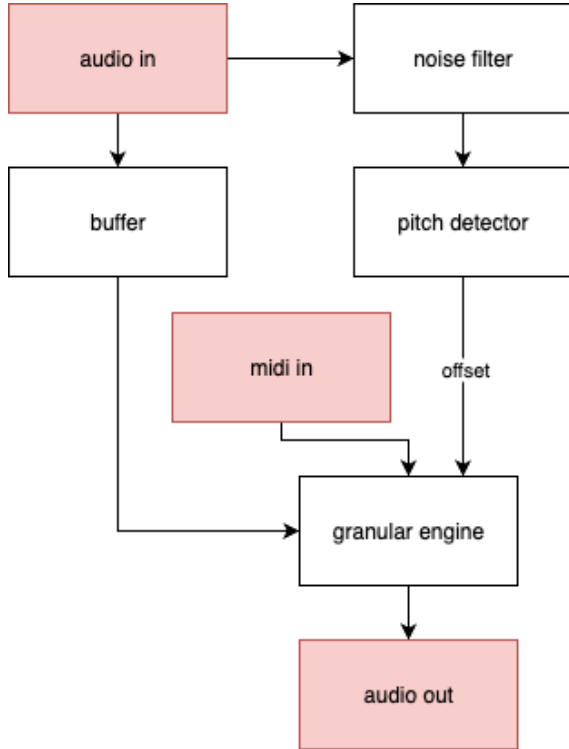 audio in
noise filter
buffer
pitch detector
midi in
offset
granular engine
audio out